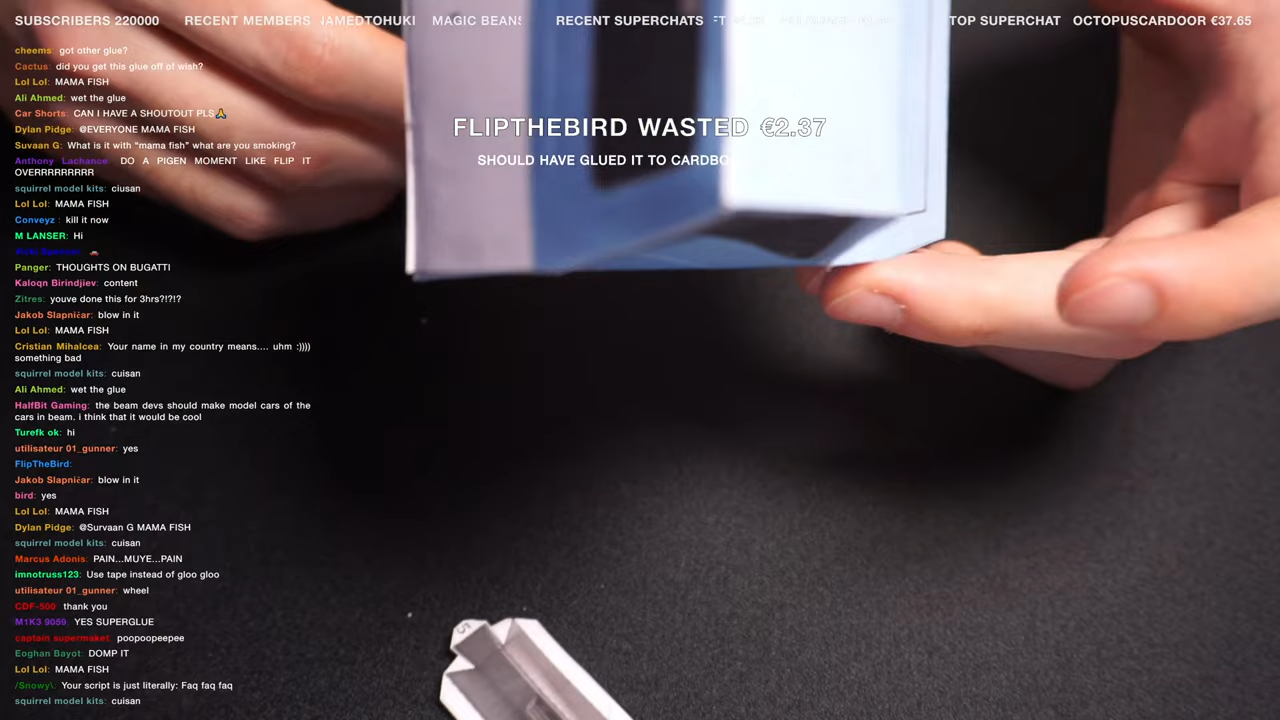 SUBSCRIBERS 220000 RECENT MEMBERS NAMEDTOHUKI MAGIC BEANS RECENT SUPERCHATS TOP SUPERCHAT OCTOPUSCARDOOR €37.65
FLIPTHEBIRD WASTED €2.37
SHOULD HAVE GLUED IT TO
cheems: got other glue?
Cactus: did you get this glue off of wish?
Lol Lol: MAMA FISH
Ali Ahmed: wet the glue
Car Shorts: CAN I HAVE A SHOUTOUT PLS🙏
Dylan Pidge: @EVERYONE MAMA FISH
Suvaan G: What is it with "mama fish" what are you smoking?
Anthony Lachance: DO A PIGEN MOMENT LIKE FLIP IT
OVERRRRRRRRR
squirrel model kits: ciusan
Lol Lol: MAMA FISH
Conveyz : kill it now
M LANSER: Hi
Panger: THOUGHTS ON BUGATTI
Kaloqn Birindjiev: content
Zitres: youve done this for 3hrs?!?!?
Jakob Slapničar: blow in it
Lol Lol: MAMA FISH
Cristian Mihalcea: Your name in my country means.... uhm :))))
something bad
squirrel model kits: cuisan
Ali Ahmed: wet the glue
HalfBit Gaming: the beam devs should make model cars of the
cars in beam. i think that it would be cool
Turefk ok: hi
utilisateur 01_gunner: yes
FlipTheBird:
Jakob Slapničar: blow in it
bird: yes
Lol Lol: MAMA FISH
Dylan Pidge: @Survaan G MAMA FISH
squirrel model kits: cuisan
Marcus Adonis: PAIN...MUYE...PAIN
imnotruss123: Use tape instead of gloo gloo
utilisateur 01_gunner: wheel
CDF-500: thank you
M1K3 9059: YES SUPERGLUE
captain supermaket: poopoopeepee
Eoghan Bayot: DOMP IT
Lol Lol: MAMA FISH
/Snowy\: Your script is just literally: Faq faq faq
squirrel model kits: cuisan
5